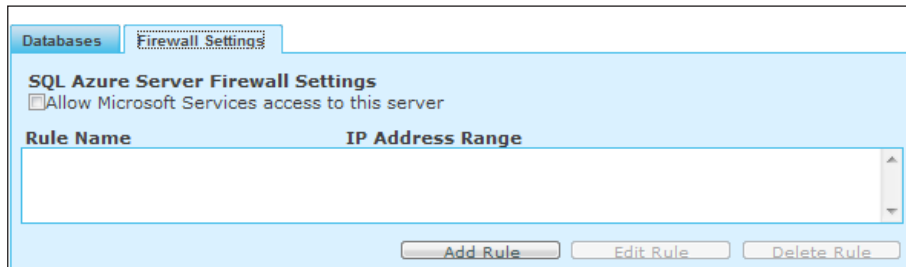 Databases Firewall Settings
SQL Azure Server Firewall Settings
Allow Microsoft Services access to this server
Rule Name IP Address Range
Add Rule Edit Rule Delete Rule